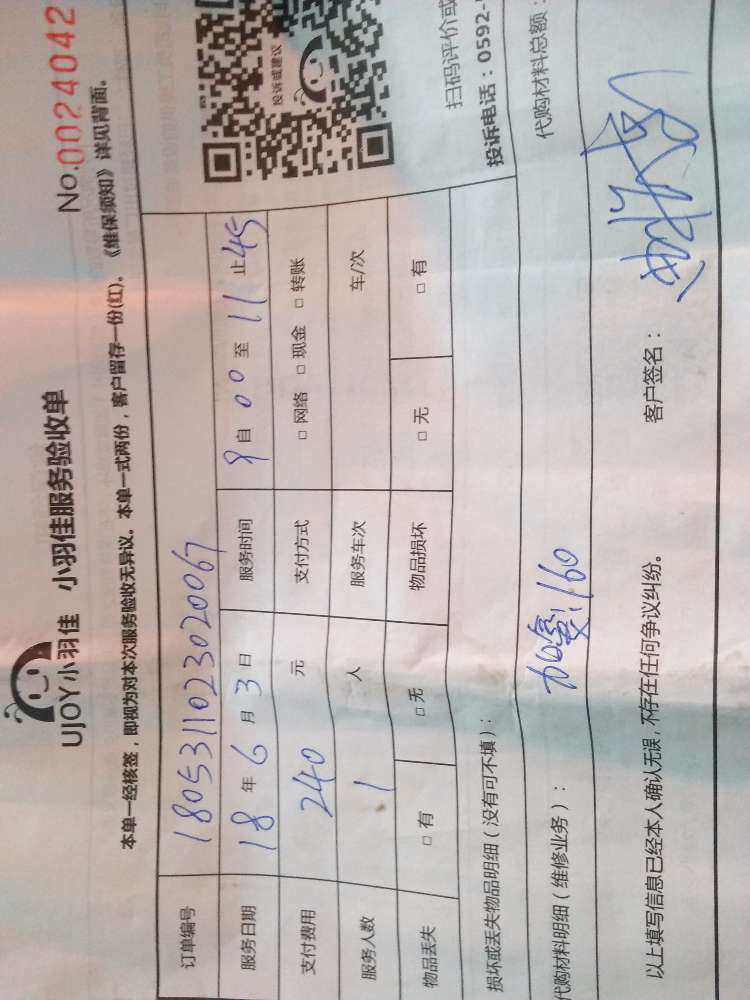 UJOY小羽佳 小羽佳服务验收单
No.0024042
本单一经核签，即视为对本次服务验收无异议。本单一式两份，客户留存一份(红)。《维保须知》详见背面。
订单编号 1805311023020067
服务日期 18 年 6 月 3 日 服务时间 9 自 00 至 11 止 45
支付费用 240 元 支付方式 □ 网络 □ 现金 □ 转账
服务人数 1 人 服务车次 车/次
物品丢失 □ 有 □ 无 物品损坏 □ 无 □ 有
投诉或建议
扫码评价或
投诉电话：0592-
损坏或丢失物品明细（没有可不填）：
代购材料明细（维修业务）： 160
代购材料总额：
以上填写信息已经本人确认无误，不存在任何争议纠纷。 客户签名：